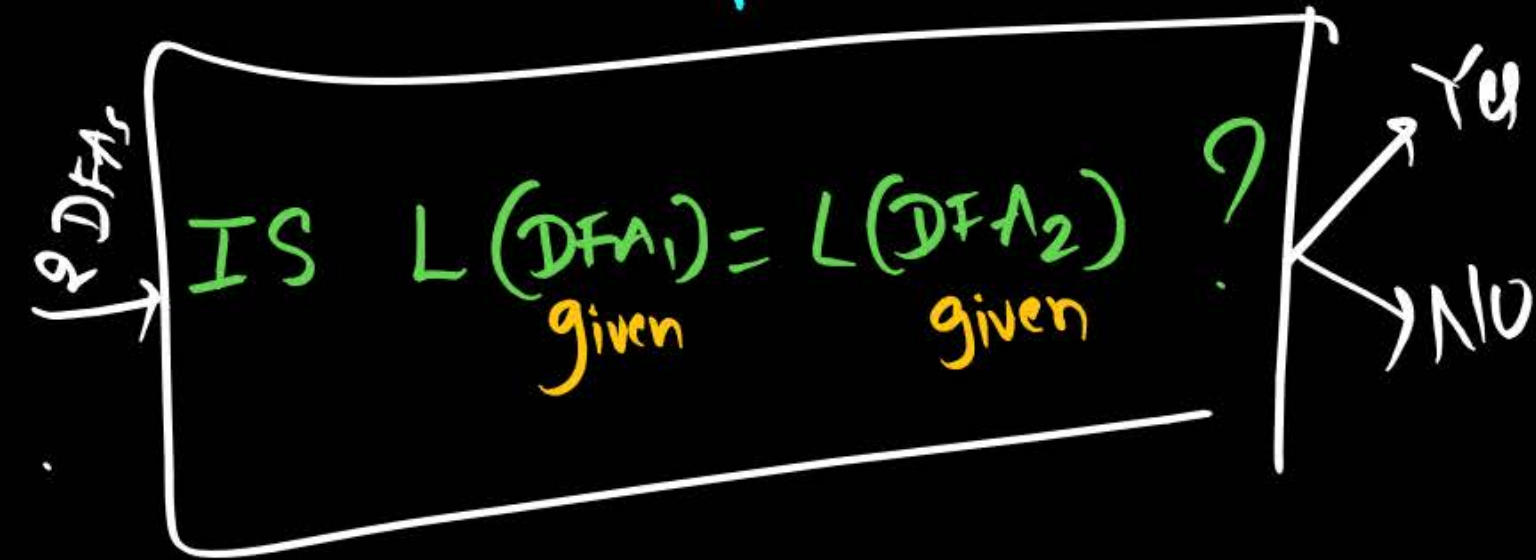 2 DFAs
IS L(DFA₁) = L(DFA₂) ?
given given
Yes
NO